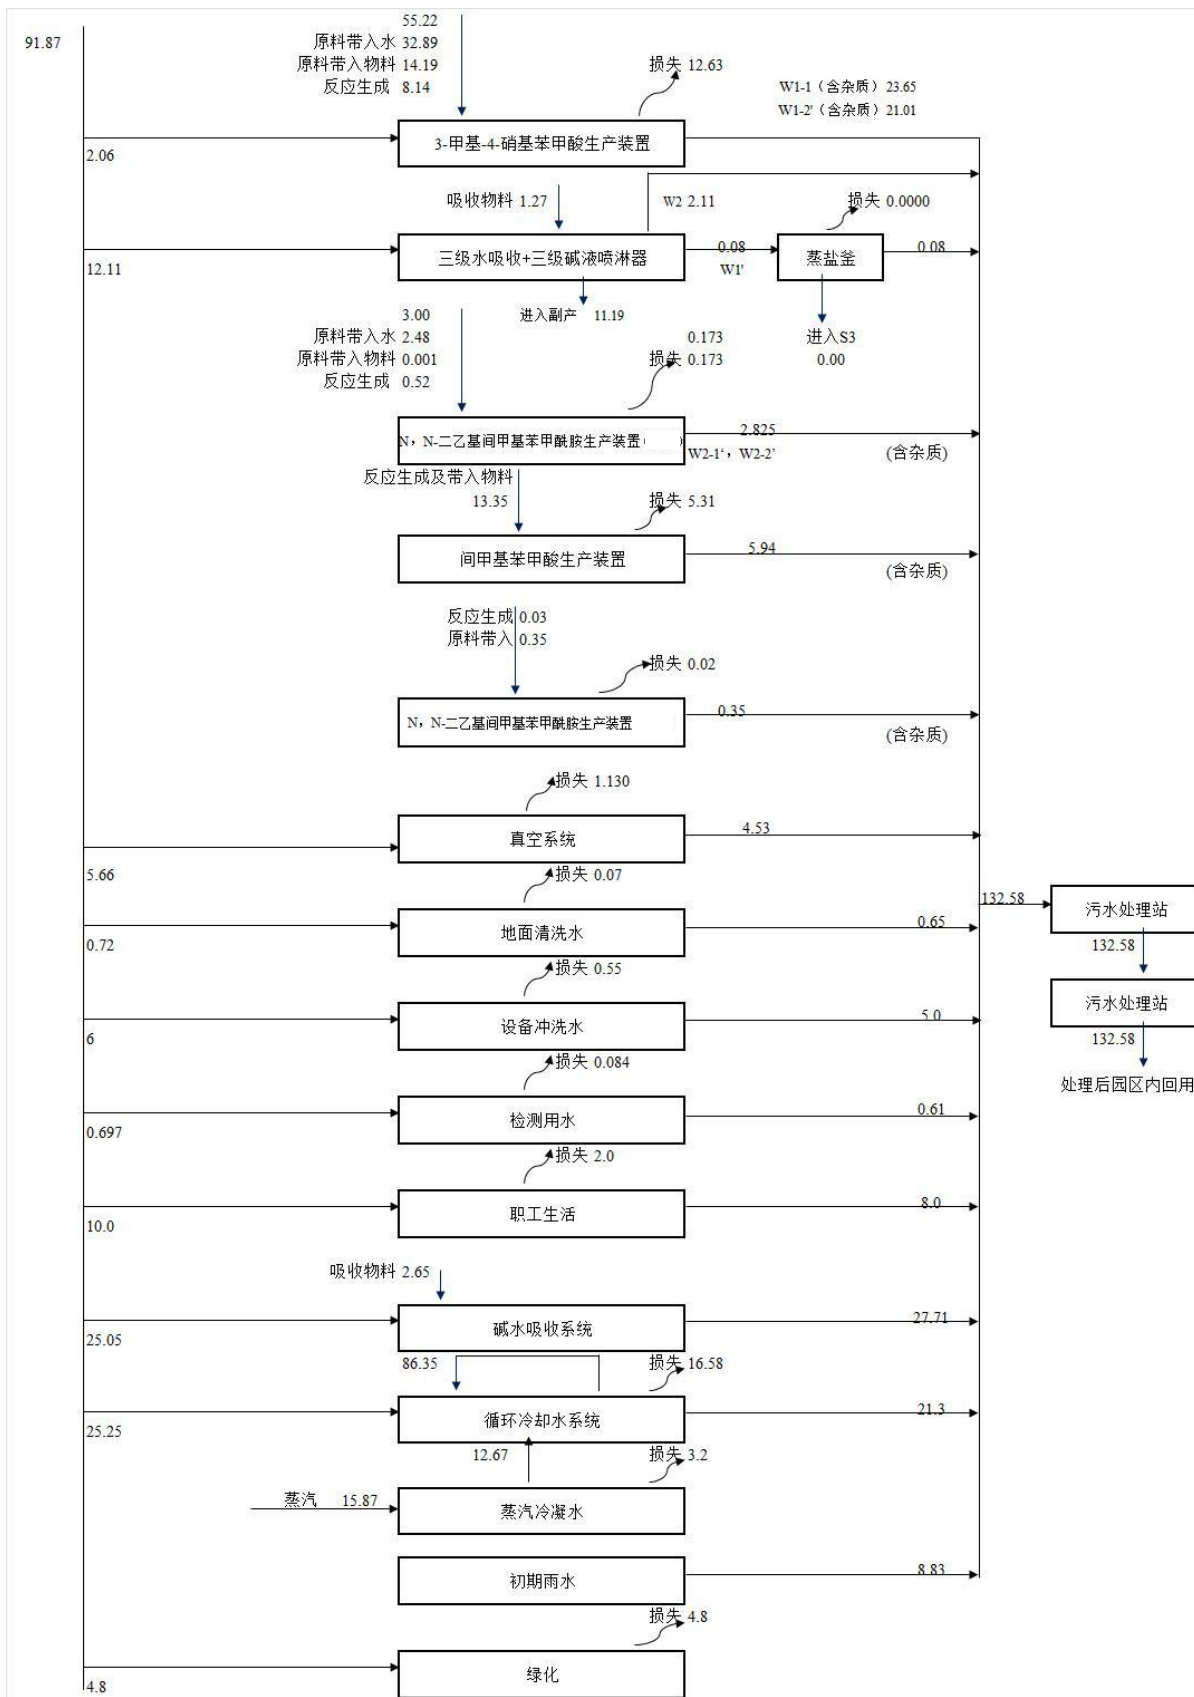 55.22
91.87
原料带入水 32.89
原料带入物料 14.19
损失 12.63
反应生成 8.14
W1-1（含杂质）23.65
W1-2'（含杂质）21.01
3-甲基-4-硝基苯甲酸生产装置
2.06
吸收物料 1.27
W2 2.11
损失 0.0000
三级水吸收+三级碱液喷淋器
0.08
W1'
蒸盐釜
0.08
12.11
进入副产 11.19
进入S3
0.00
3.00
原料带入水 2.48
原料带入物料 0.001
反应生成 0.52
0.173
损失 0.173
N，N-二乙基间甲基苯甲酰胺生产装置（ ）
2.825
W2-1‘，W2-2’
(含杂质)
反应生成及带入物料
13.35
损失 5.31
间甲基苯甲酸生产装置
5.94
(含杂质)
反应生成 0.03
原料带入 0.35
损失 0.02
N，N-二乙基间甲基苯甲酰胺生产装置
0.35
(含杂质)
损失 1.130
真空系统
4.53
5.66
损失 0.07
地面清洗水
0.65
0.72
132.58
污水处理站
132.58
损失 0.55
设备冲洗水
5.0
6
污水处理站
132.58
处理后园区内回用
损失 0.084
检测用水
0.61
0.697
损失 2.0
职工生活
8.0
10.0
吸收物料 2.65
碱水吸收系统
27.71
25.05
86.35
损失 16.58
循环冷却水系统
21.3
25.25
12.67
损失 3.2
蒸汽 15.87
蒸汽冷凝水
初期雨水
8.83
损失 4.8
绿化
4.8